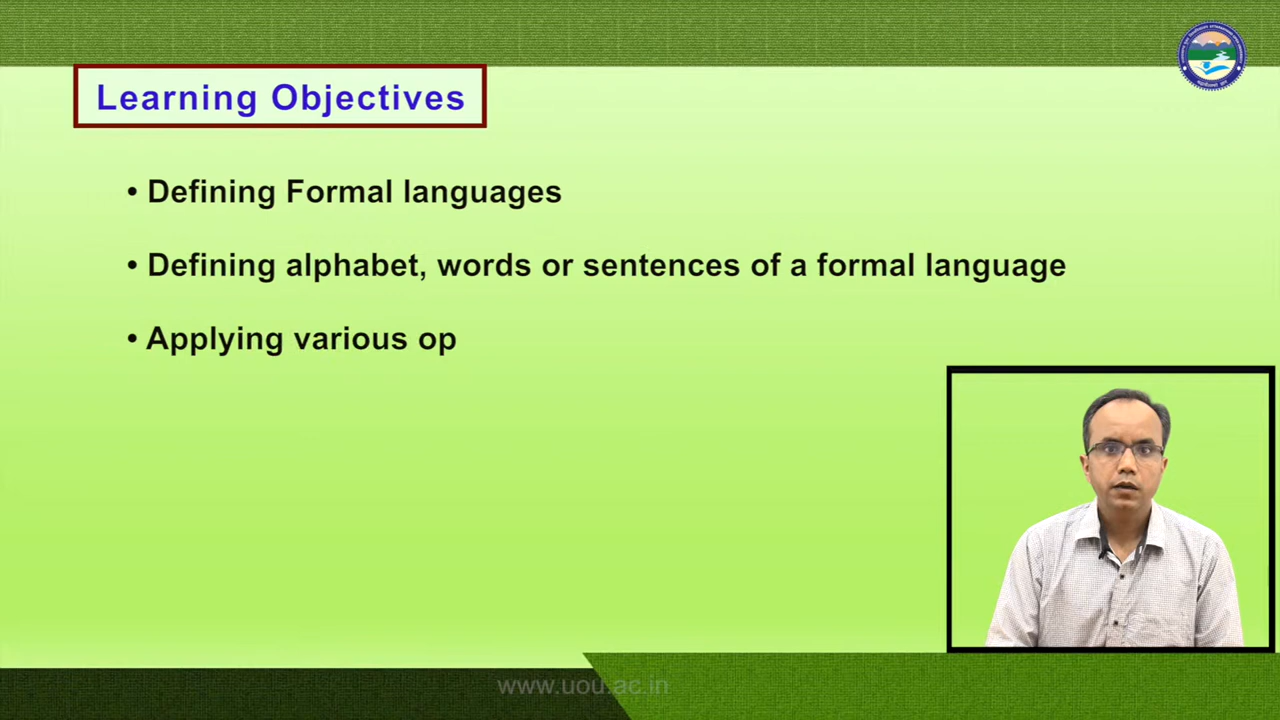 Learning Objectives
• Defining Formal languages
• Defining alphabet, words or sentences of a formal language
• Applying various op
www.uou.ac.in